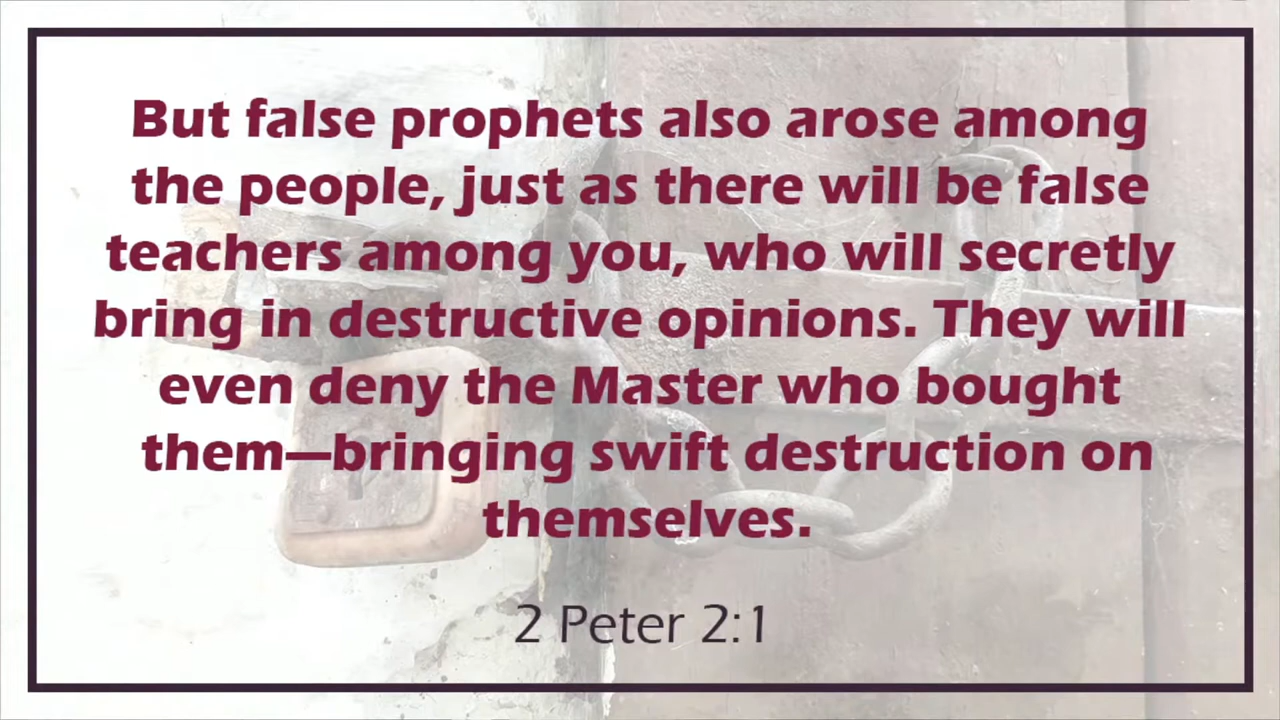 But false prophets also arose among
the people, just as there will be false
teachers among you, who will secretly
bring in destructive opinions. They will
even deny the Master who bought
them—bringing swift destruction on
themselves.
2 Peter 2:1